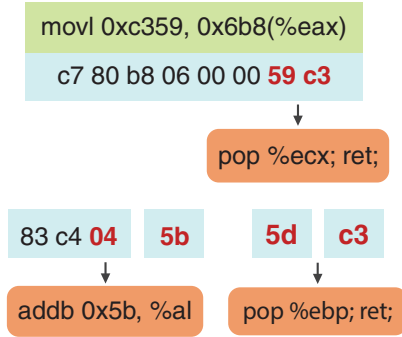 movl 0xc359, 0x6b8(%eax)
c7 80 b8 06 00 00 59 c3
pop %ecx; ret;
83 c4 04 5b 5d c3
addb 0x5b, %al pop %ebp; ret;